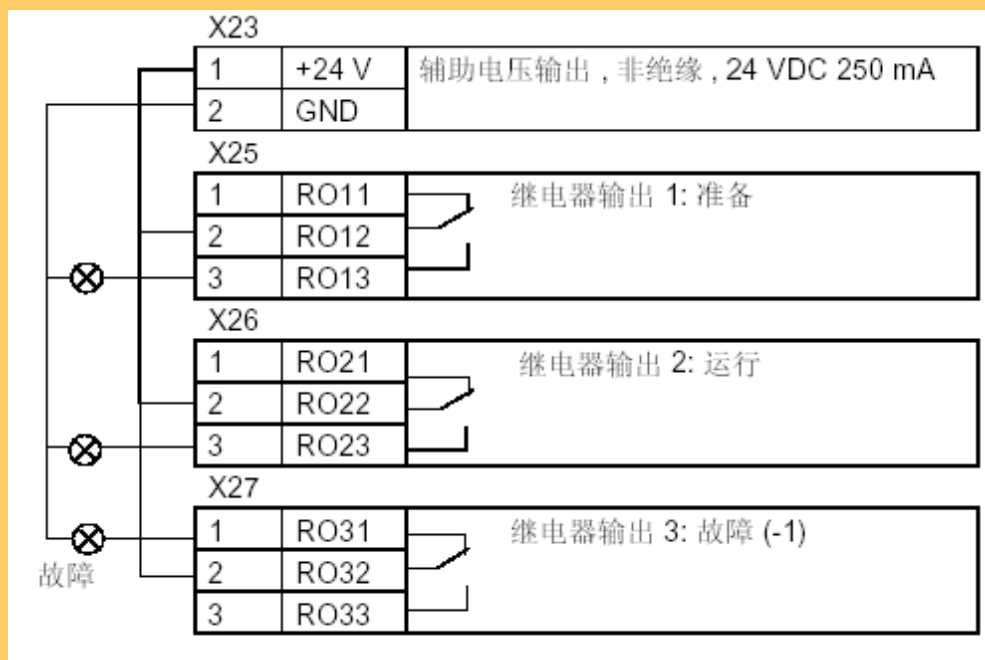 X23
1 +24 V 辅助电压输出 , 非绝缘 , 24 VDC 250 mA
2 GND
X25
1 RO11 继电器输出 1: 准备
2 RO12
3 RO13
X26
1 RO21 继电器输出 2: 运行
2 RO22
3 RO23
X27
1 RO31 继电器输出 3: 故障 (-1)
故障
2 RO32
3 RO33